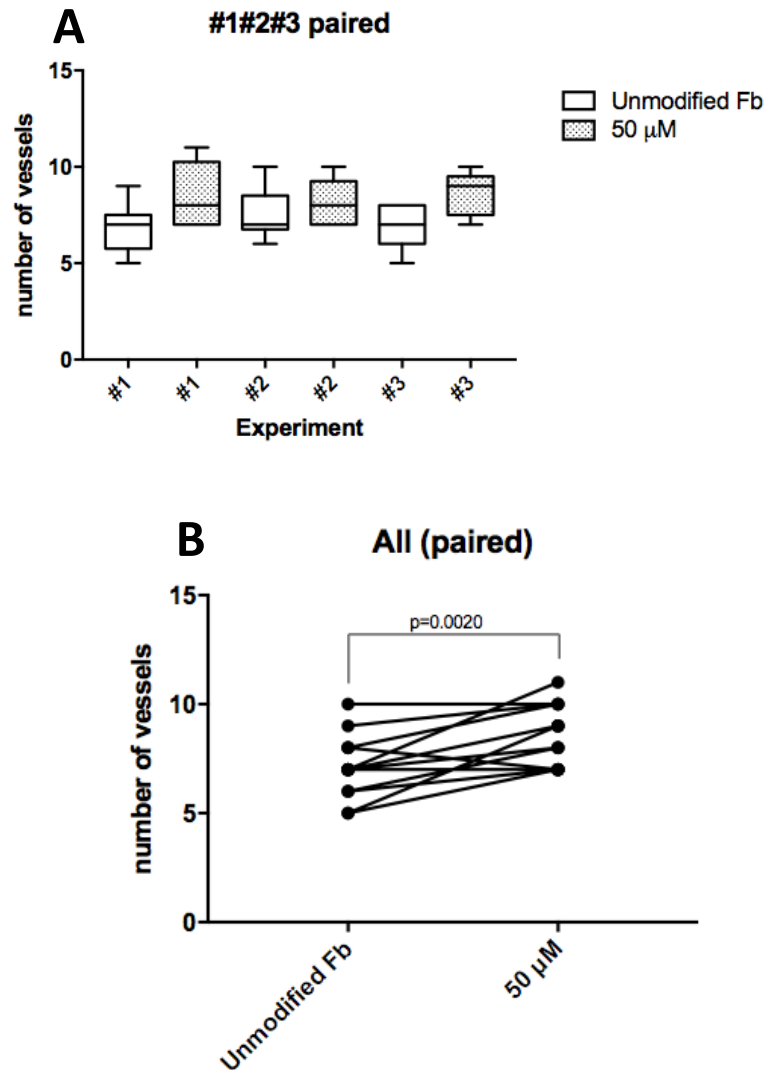 A
#1#2#3 paired
15
10
5
0
number of vessels
#1
#1
#2
#2
#3
#3
Experiment
Unmodified Fb
50 μM
B
All (paired)
15
10
5
0
number of vessels
p=0.0020
Unmodified Fb
50 μM